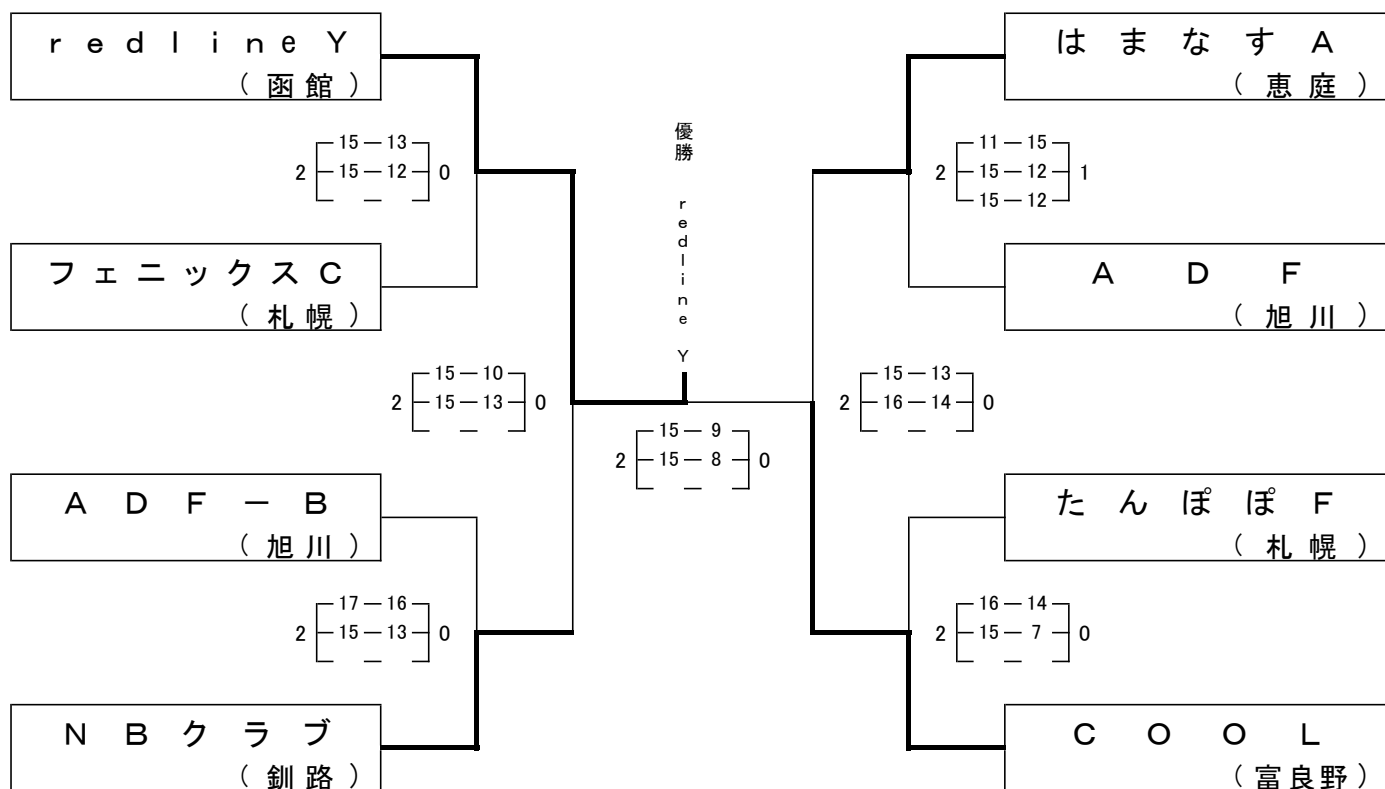 ｒｅｄｌｉｎｅＹ
（函館）
はまなすＡ
（恵庭）
優勝 ｒｅｄｌｉｎｅ Ｙ
15 — 13
2 15 — 12 0
— —
11 — 15
2 15 — 12 1
15 — 12
フェニックスＣ
（札幌）
ＡＤＦ
（旭川）
15 — 10
2 15 — 13 0
— —
15 — 13
2 16 — 14 0
— —
15 — 9
2 15 — 8 0
— —
ＡＤＦ－Ｂ
（旭川）
たんぽぽＦ
（札幌）
17 — 16
2 15 — 13 0
— —
16 — 14
2 15 — 7 0
— —
ＮＢクラブ
（釧路）
ＣＯＯＬ
（富良野）